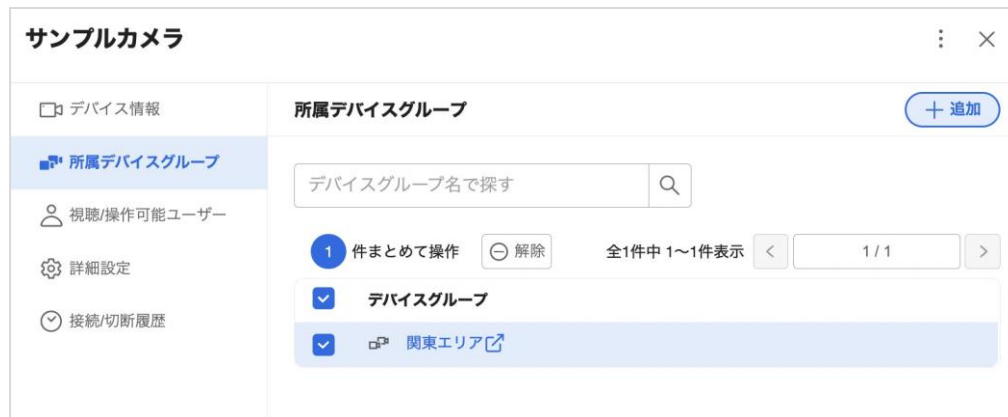 サンプルカメラ
デバイス情報
所属デバイスグループ
視聴/操作可能ユーザー
詳細設定
接続/切断履歴
所属デバイスグループ
追加
デバイスグループ名で探す
1 件まとめて操作 解除 全1件中 1〜1件表示 < 1 / 1 >
デバイスグループ
関東エリア